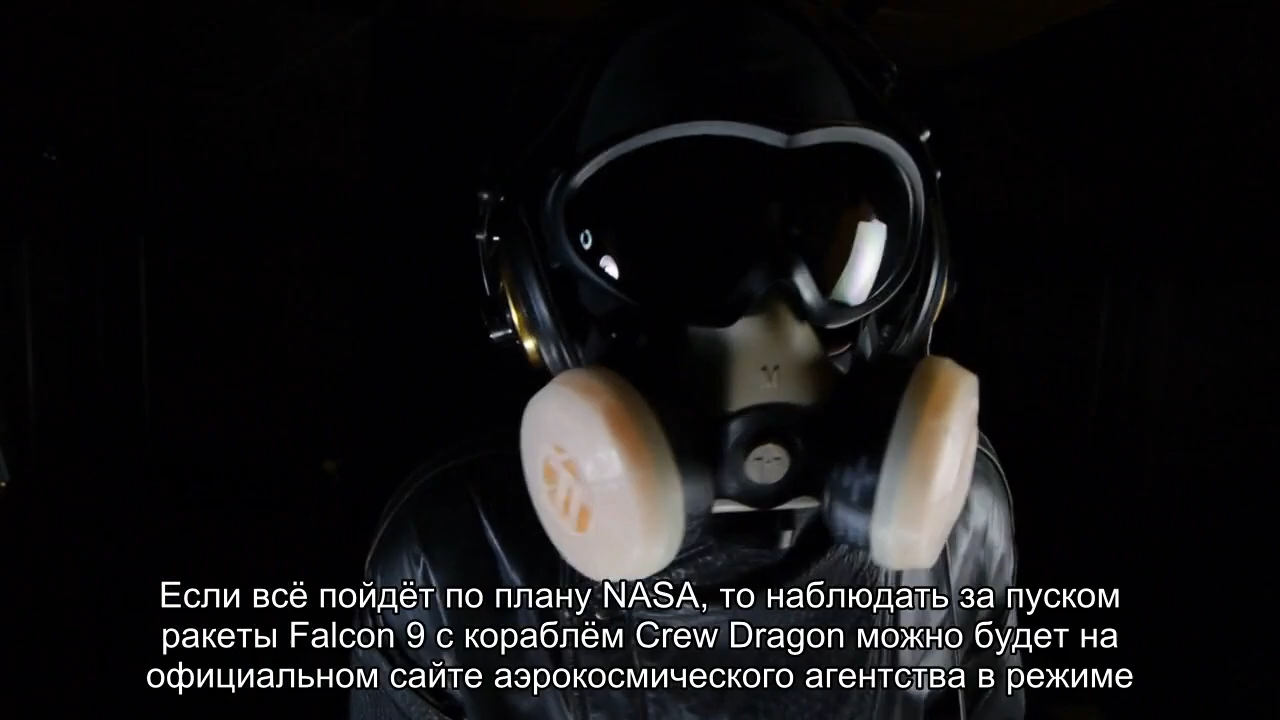 Если всё пойдёт по плану NASA, то наблюдать за пуском
ракеты Falcon 9 с кораблём Crew Dragon можно будет на
официальном сайте аэрокосмического агентства в режиме